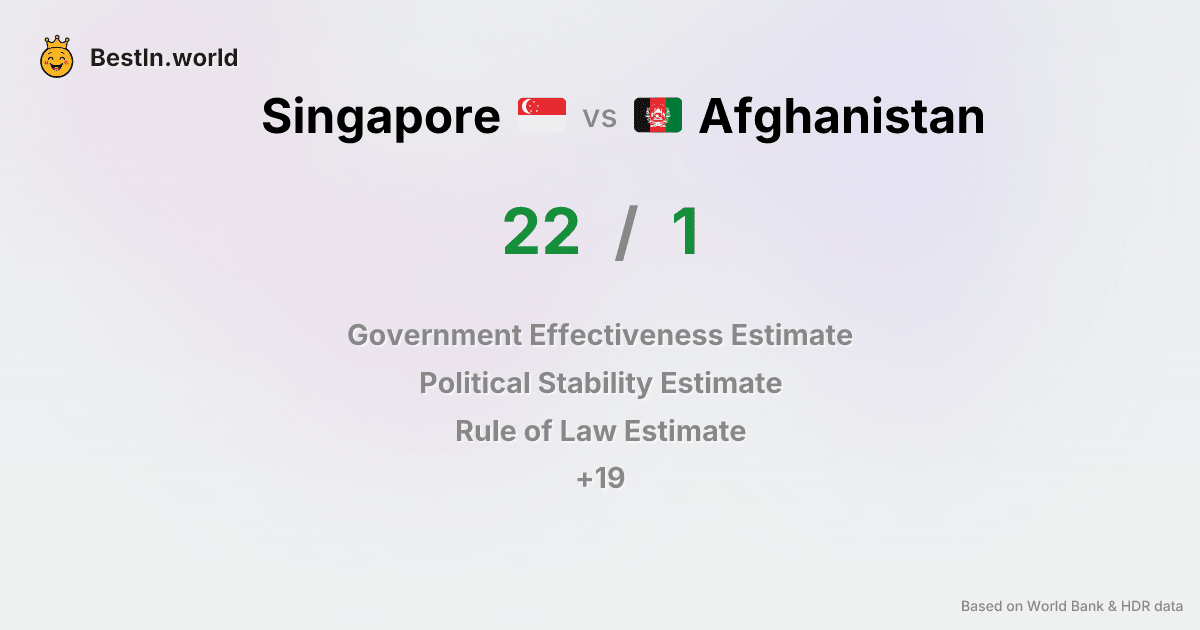 BestIn.world
Singapore vs Afghanistan
22 / 1
Government Effectiveness Estimate
Political Stability Estimate
Rule of Law Estimate
+19
Based on World Bank & HDR data